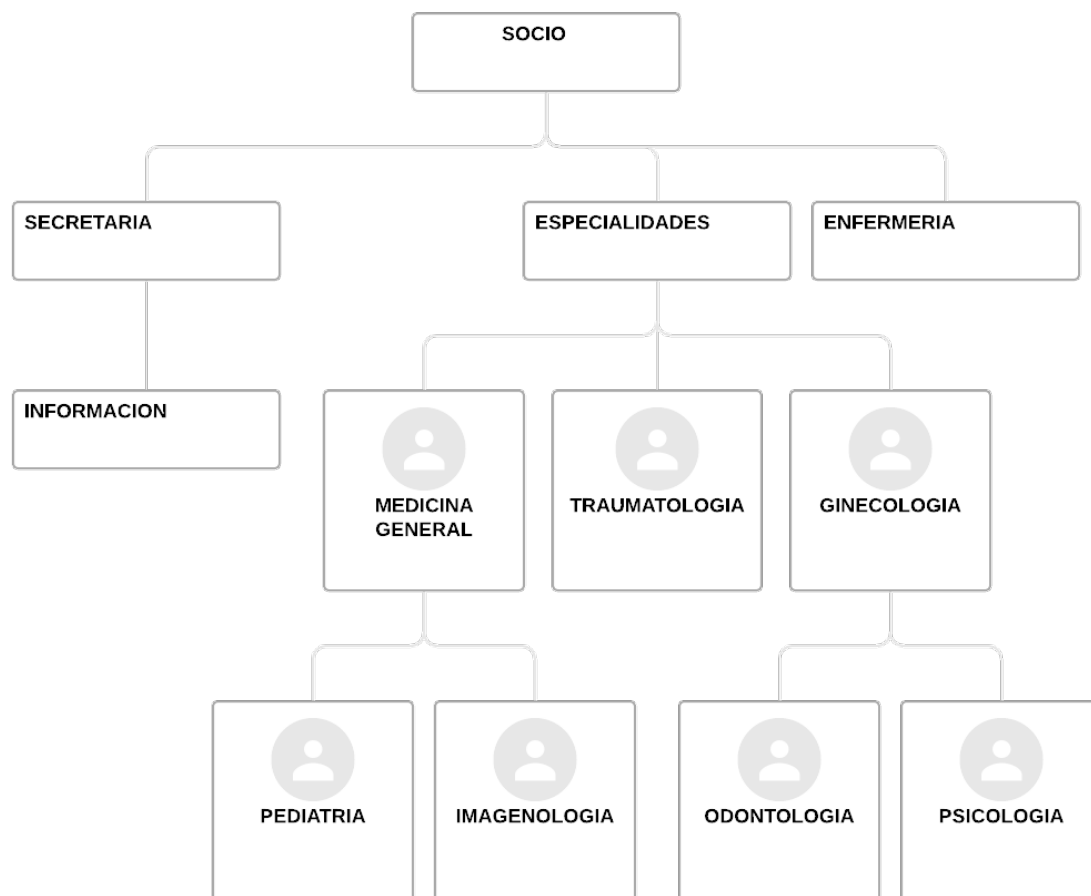 SOCIO
SECRETARIA
ESPECIALIDADES
ENFERMERIA
INFORMACION
MEDICINA
GENERAL
TRAUMATOLOGIA
GINECOLOGIA
PEDIATRIA
IMAGENOLOGIA
ODONTOLOGIA
PSICOLOGIA